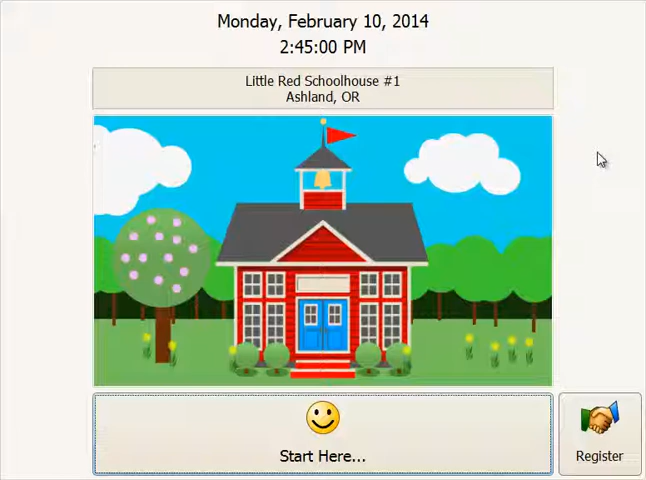 Monday, February 10, 2014
2:45:00 PM
Little Red Schoolhouse #1
Ashland, OR
Start Here...
Register